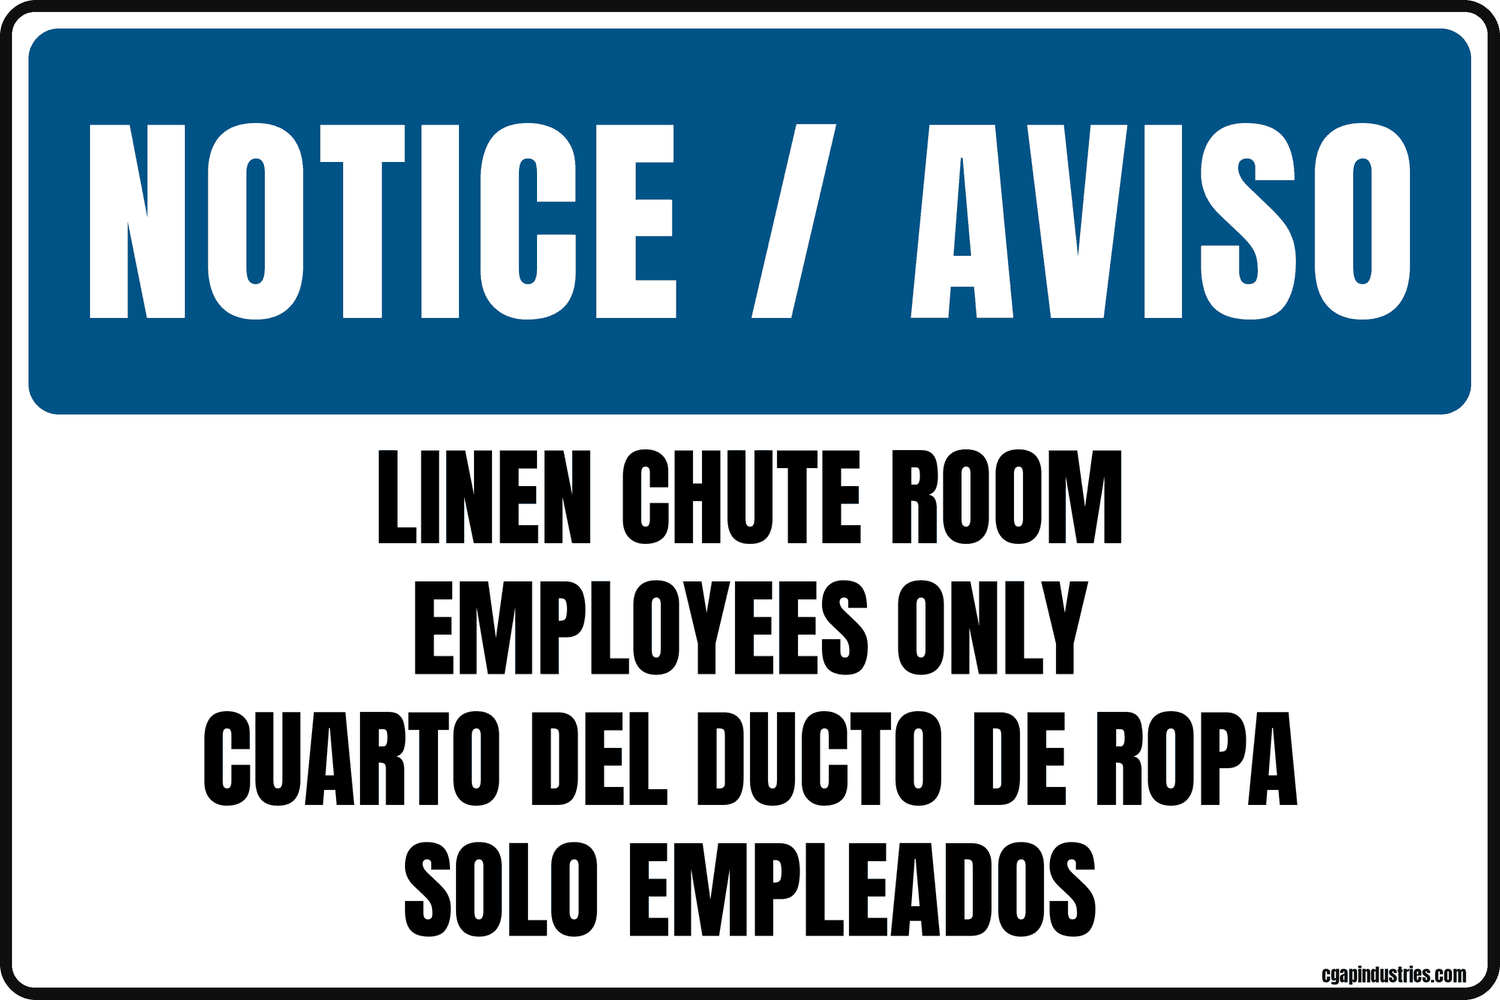 NOTICE / AVISO
LINEN CHUTE ROOM
EMPLOYEES ONLY
CUARTO DEL DUCTO DE ROPA
SOLO EMPLEADOS
cgapindustries.com